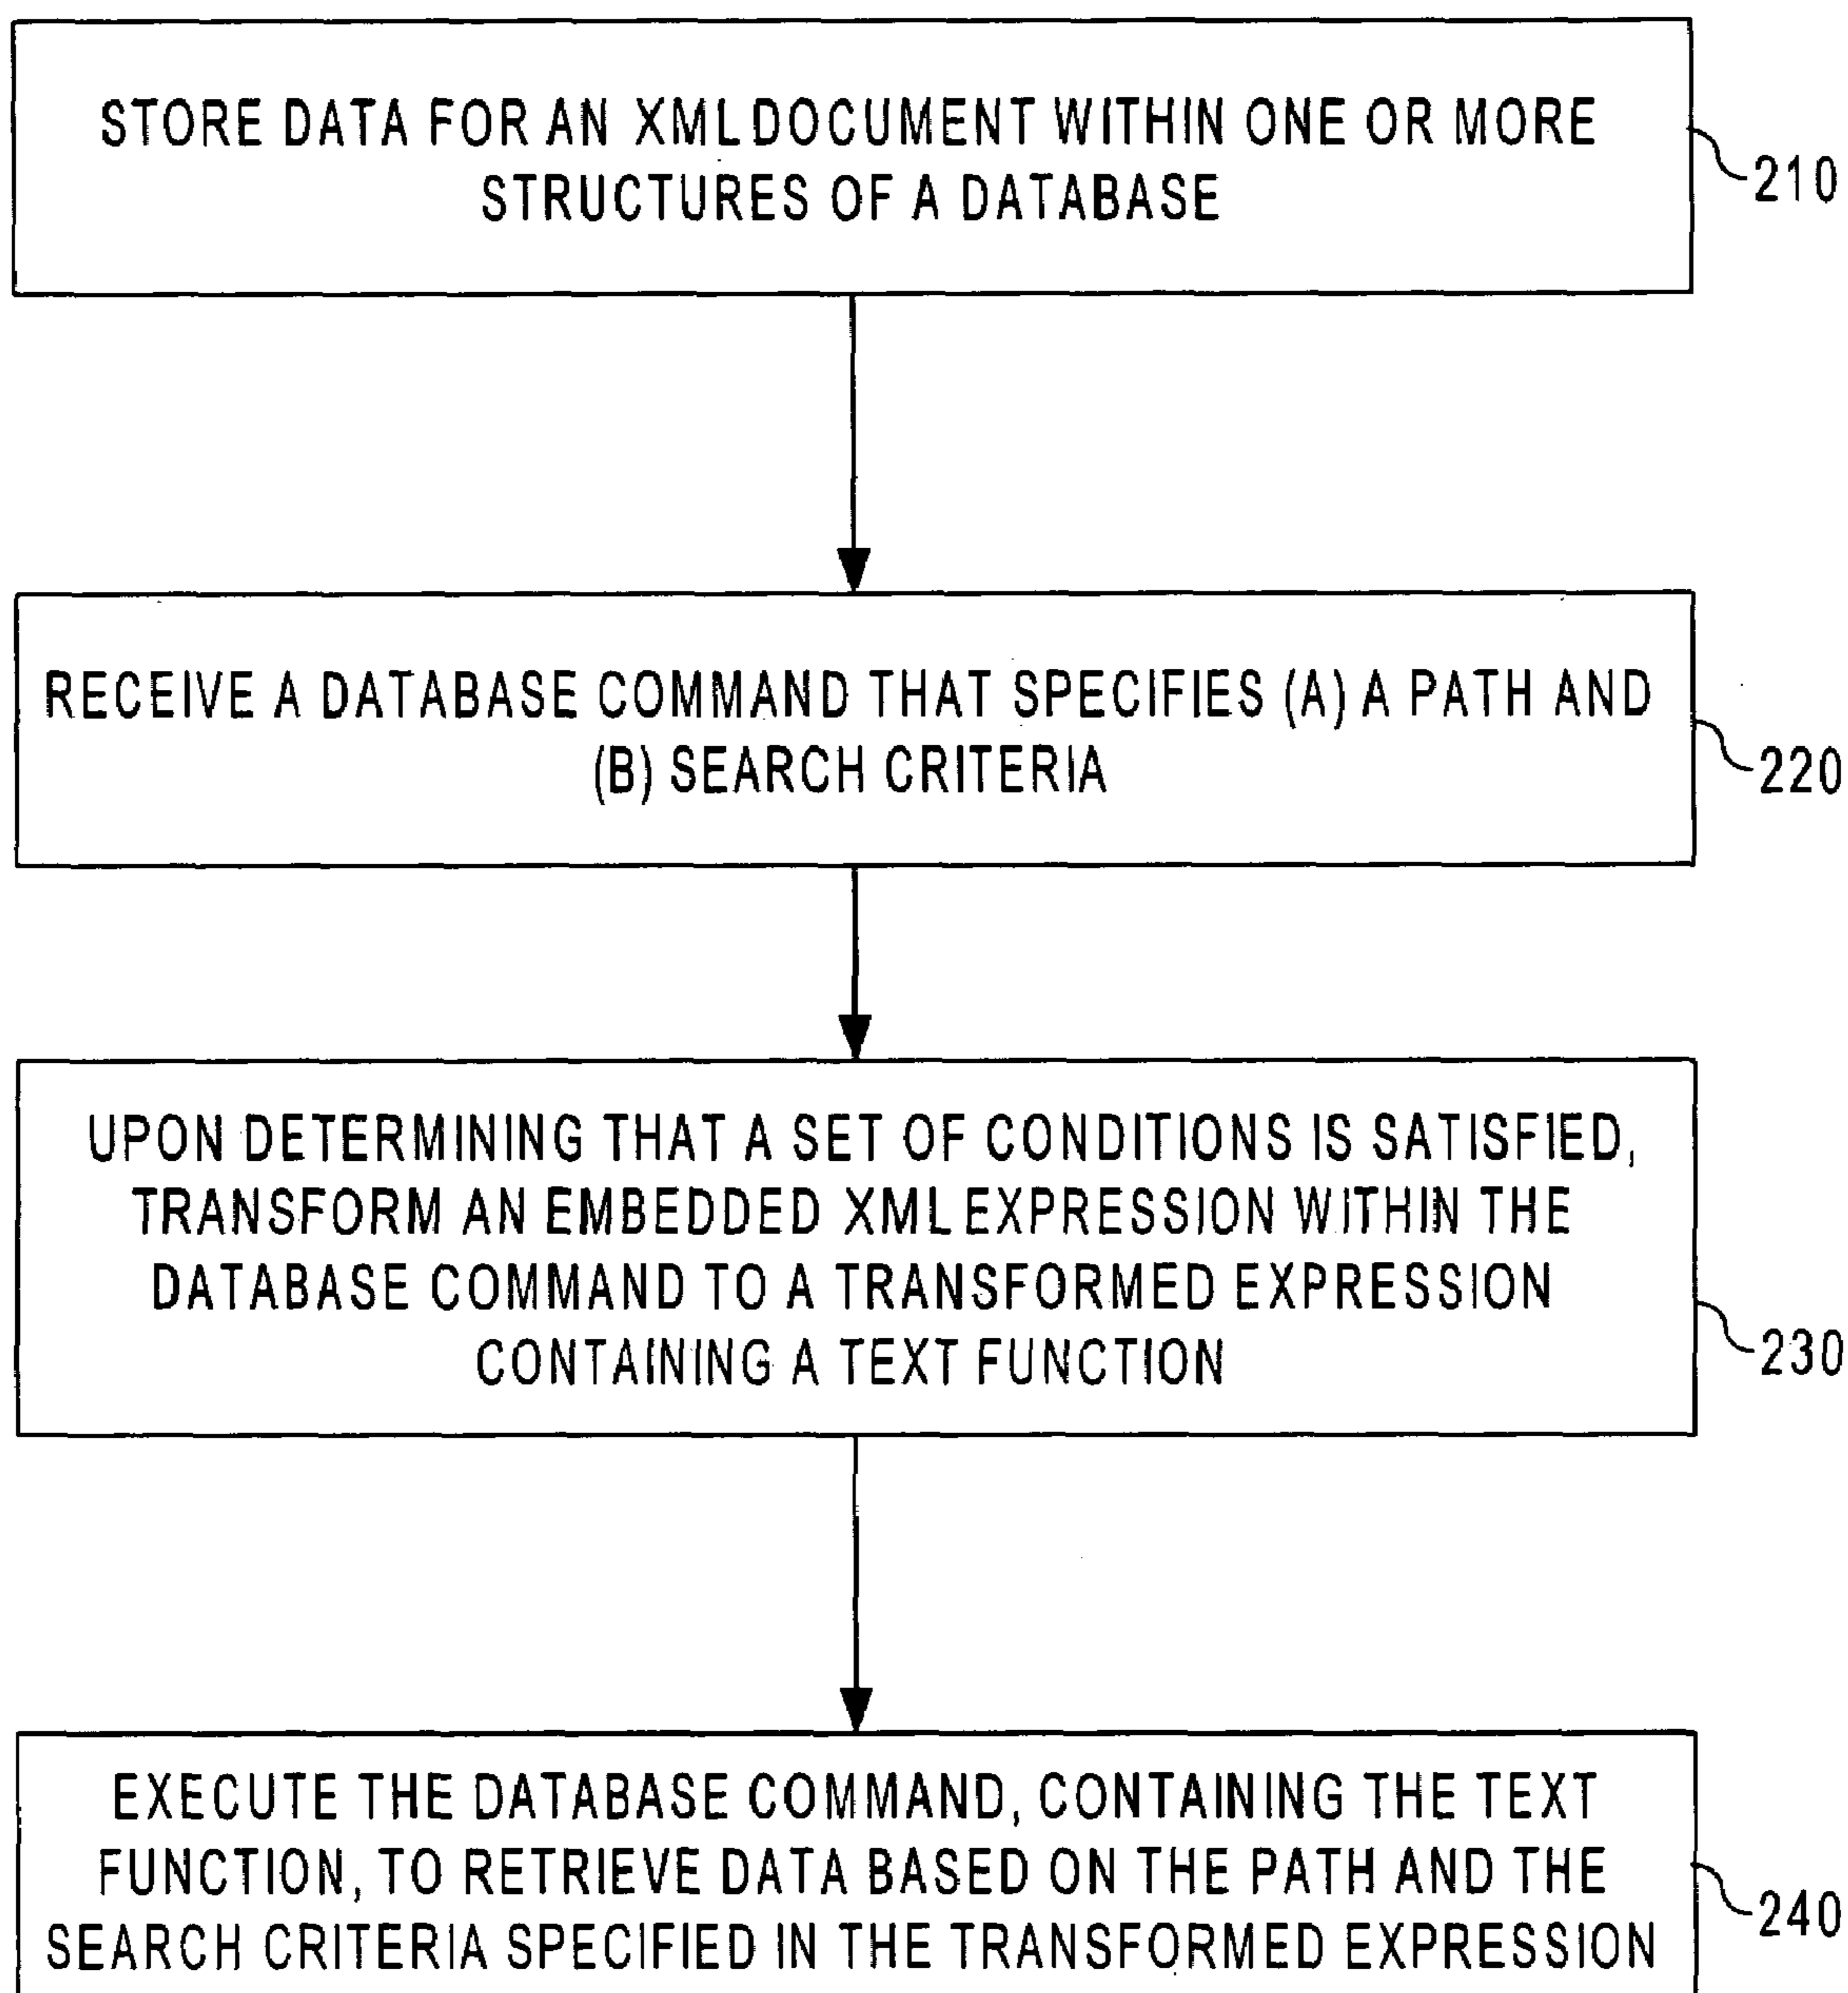 STORE DATA FOR AN XML DOCUMENT WITHIN ONE OR MORE
STRUCTURES OF A DATABASE
210
RECEIVE A DATABASE COMMAND THAT SPECIFIES (A) A PATH AND
(B) SEARCH CRITERIA
220
UPON DETERMINING THAT A SET OF CONDITIONS IS SATISFIED,
TRANSFORM AN EMBEDDED XML EXPRESSION WITHIN THE
DATABASE COMMAND TO A TRANSFORMED EXPRESSION
CONTAINING A TEXT FUNCTION
230
EXECUTE THE DATABASE COMMAND, CONTAINING THE TEXT
FUNCTION, TO RETRIEVE DATA BASED ON THE PATH AND THE
SEARCH CRITERIA SPECIFIED IN THE TRANSFORMED EXPRESSION
240